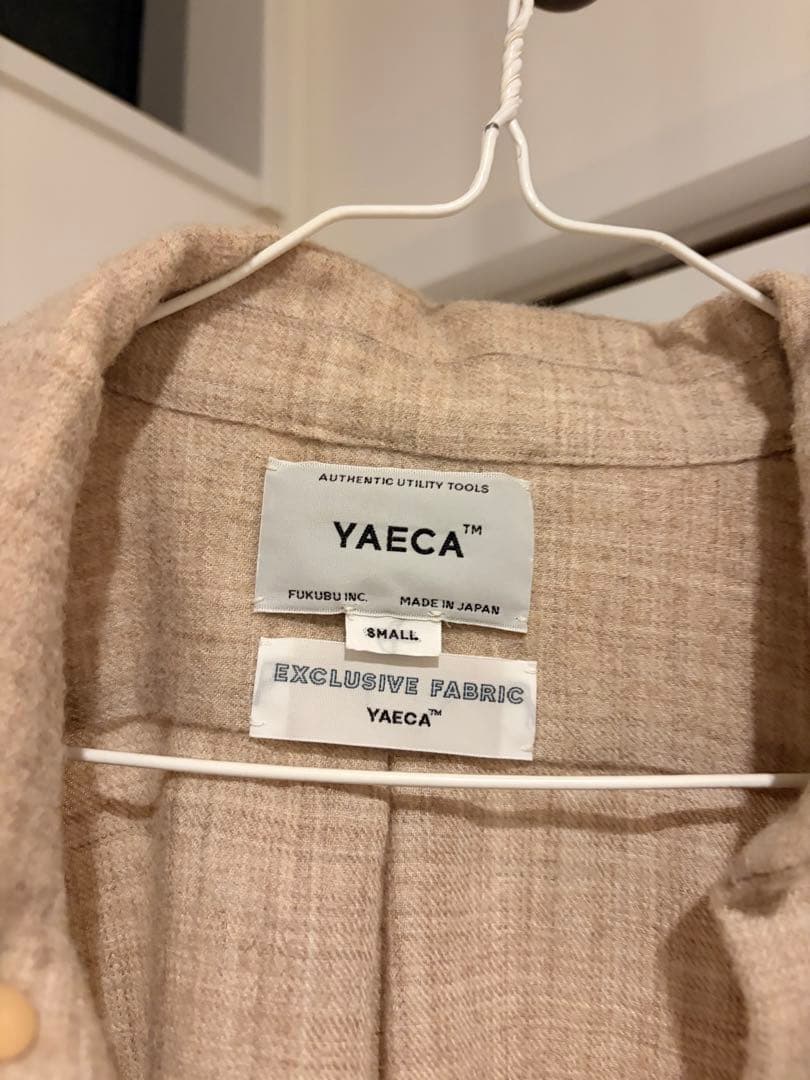 AUTHENTIC UTILITY TOOLS
YAECA™
FUKUBU INC. MADE IN JAPAN
SMALL
EXCLUSIVE FABRIC
YAECA™